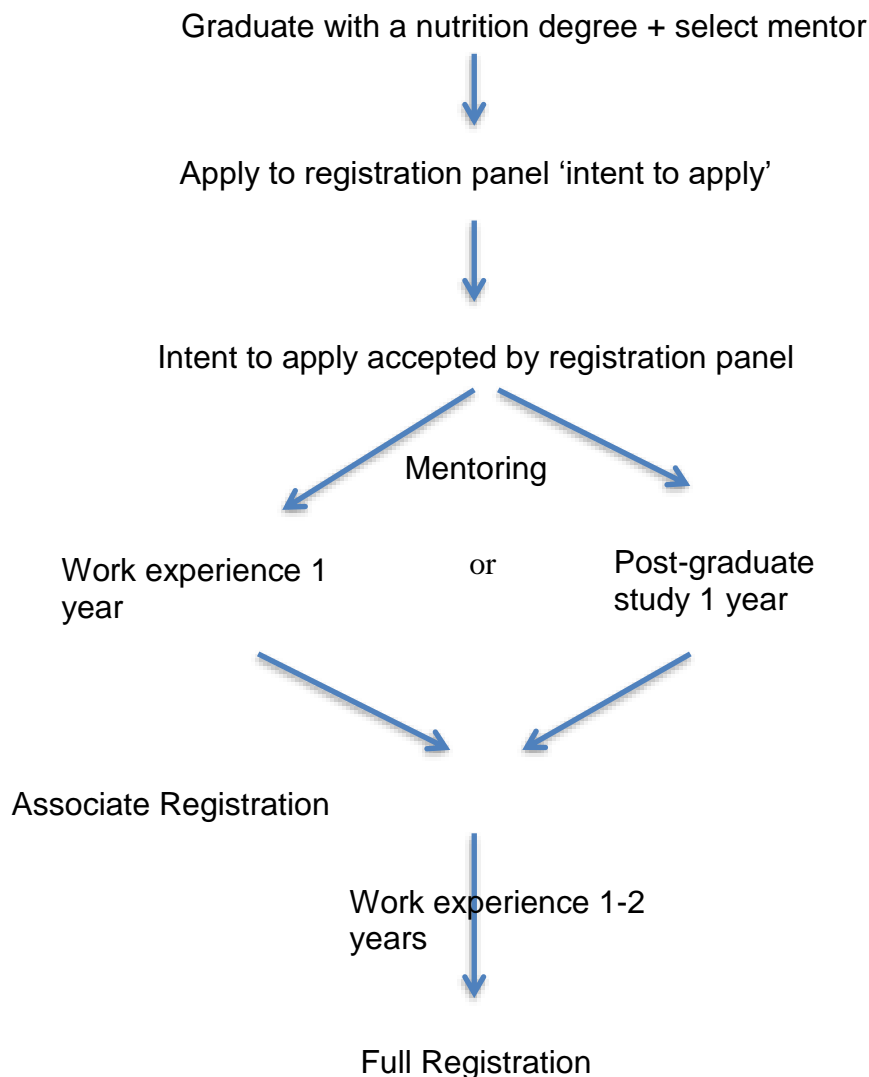 Graduate with a nutrition degree + select mentor
Apply to registration panel ‘intent to apply’
Intent to apply accepted by registration panel
Mentoring
Work experience 1
year
or
Post-graduate
study 1 year
Associate Registration
Work experience 1-2
years
Full Registration